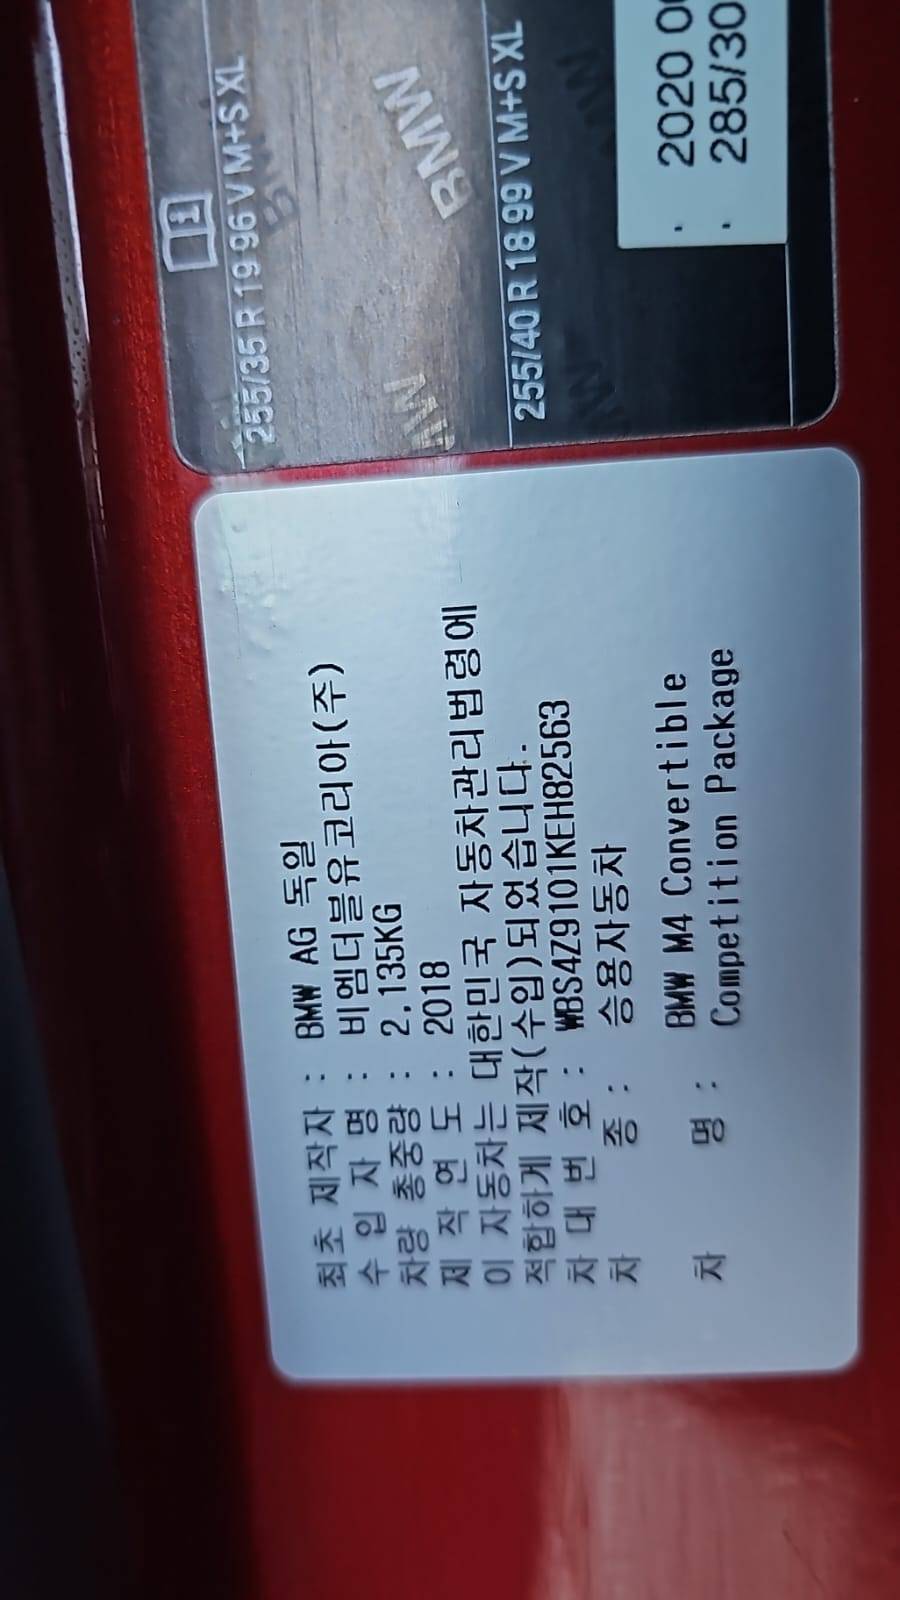 최초 제작자 : BMW AG 독일
수 입 자 명 : 비엠더블유코리아(주)
차량 총중량 : 2.135KG
제 작 연 도 : 2018
이 자동차는 대한민국 자동차관리법령에
적합하게 제작(수입)되었습니다.
차 대 번 호 : WBS4Z9101KEH82563
차 종 : 승용자동차
차 명 : BMW M4 Convertible
Competition Package
255/35 R 19 96 V M+S XL
BMW
255/40 R 18 99 V M+S XL
2020
285/30